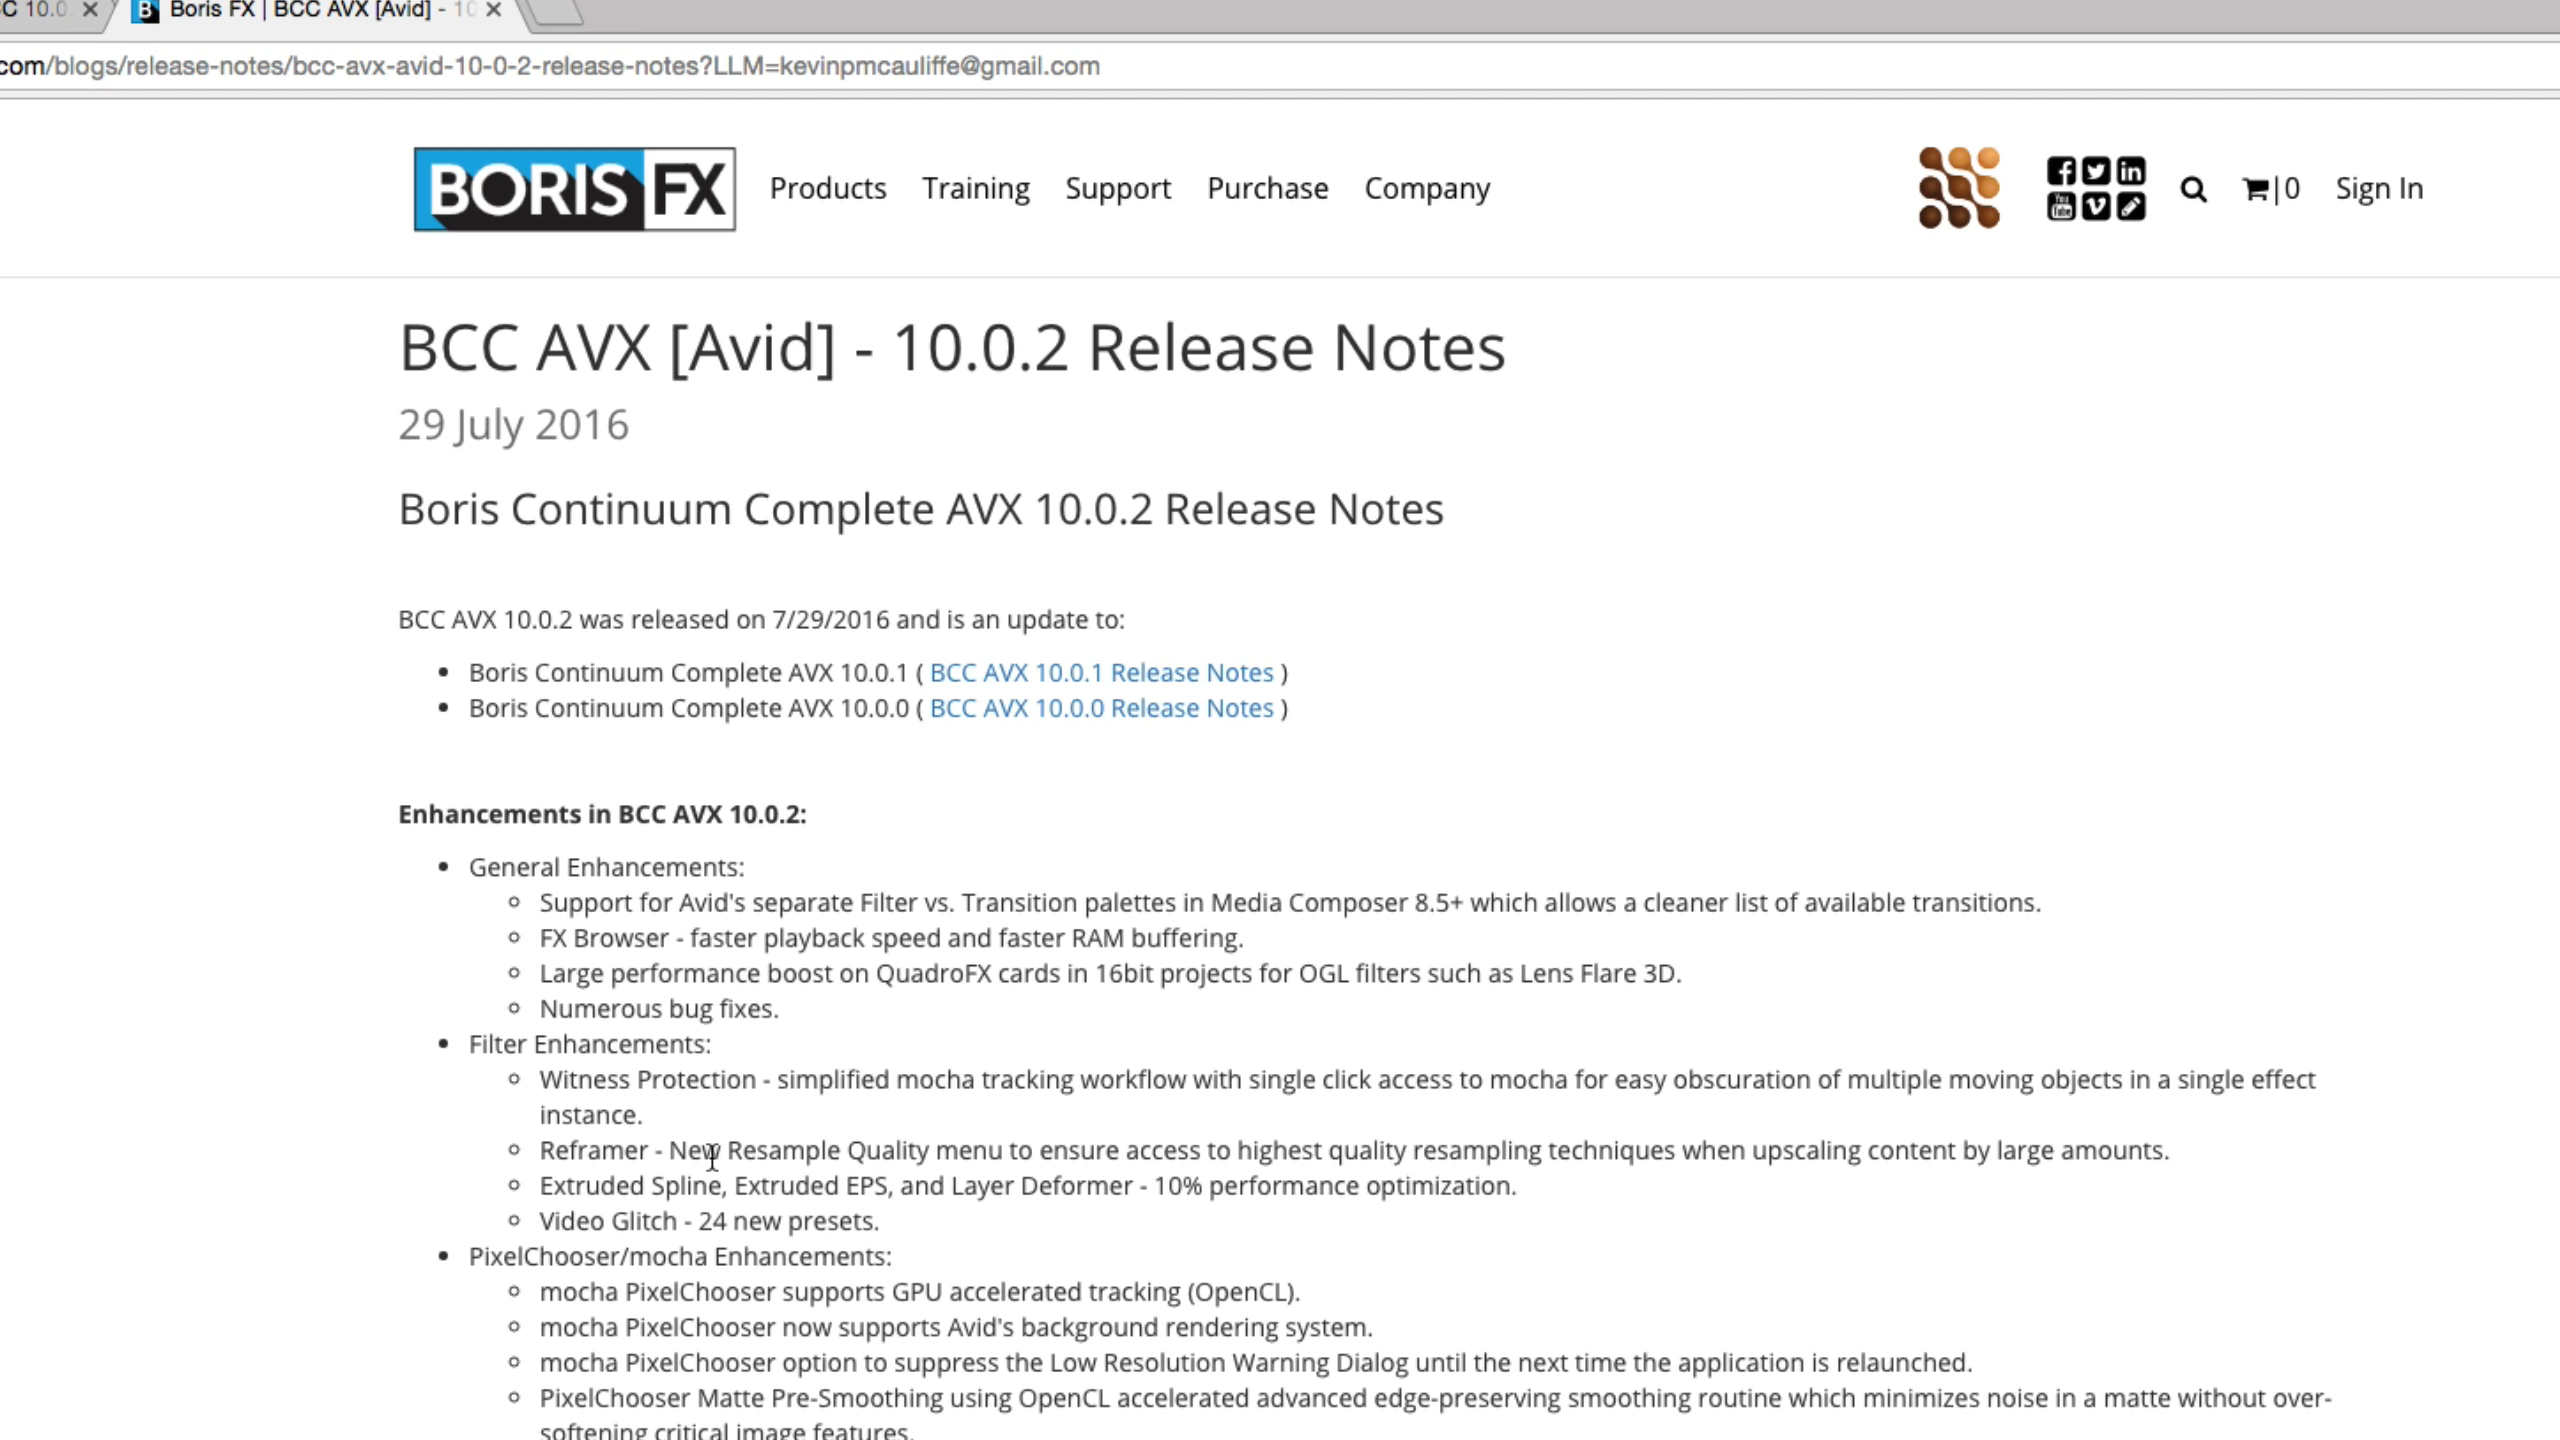 C 10.0
Boris FX | BCC AVX [Avid] - 10
com/blogs/release-notes/bcc-avx-avid-10-0-2-release-notes?LLM=kevinpmcauliffe@gmail.com
BORIS FX Products Training Support Purchase Company |0 Sign In
BCC AVX [Avid] - 10.0.2 Release Notes
29 July 2016
Boris Continuum Complete AVX 10.0.2 Release Notes
BCC AVX 10.0.2 was released on 7/29/2016 and is an update to:
Boris Continuum Complete AVX 10.0.1 ( BCC AVX 10.0.1 Release Notes )
Boris Continuum Complete AVX 10.0.0 ( BCC AVX 10.0.0 Release Notes )
Enhancements in BCC AVX 10.0.2:
General Enhancements:
Support for Avid's separate Filter vs. Transition palettes in Media Composer 8.5+ which allows a cleaner list of available transitions.
FX Browser - faster playback speed and faster RAM buffering.
Large performance boost on QuadroFX cards in 16bit projects for OGL filters such as Lens Flare 3D.
Numerous bug fixes.
Filter Enhancements:
Witness Protection - simplified mocha tracking workflow with single click access to mocha for easy obscuration of multiple moving objects in a single effect
instance.
Reframer - New Resample Quality menu to ensure access to highest quality resampling techniques when upscaling content by large amounts.
Extruded Spline, Extruded EPS, and Layer Deformer - 10% performance optimization.
Video Glitch - 24 new presets.
PixelChooser/mocha Enhancements:
mocha PixelChooser supports GPU accelerated tracking (OpenCL).
mocha PixelChooser now supports Avid's background rendering system.
mocha PixelChooser option to suppress the Low Resolution Warning Dialog until the next time the application is relaunched.
PixelChooser Matte Pre-Smoothing using OpenCL accelerated advanced edge-preserving smoothing routine which minimizes noise in a matte without over-
softening critical image features.